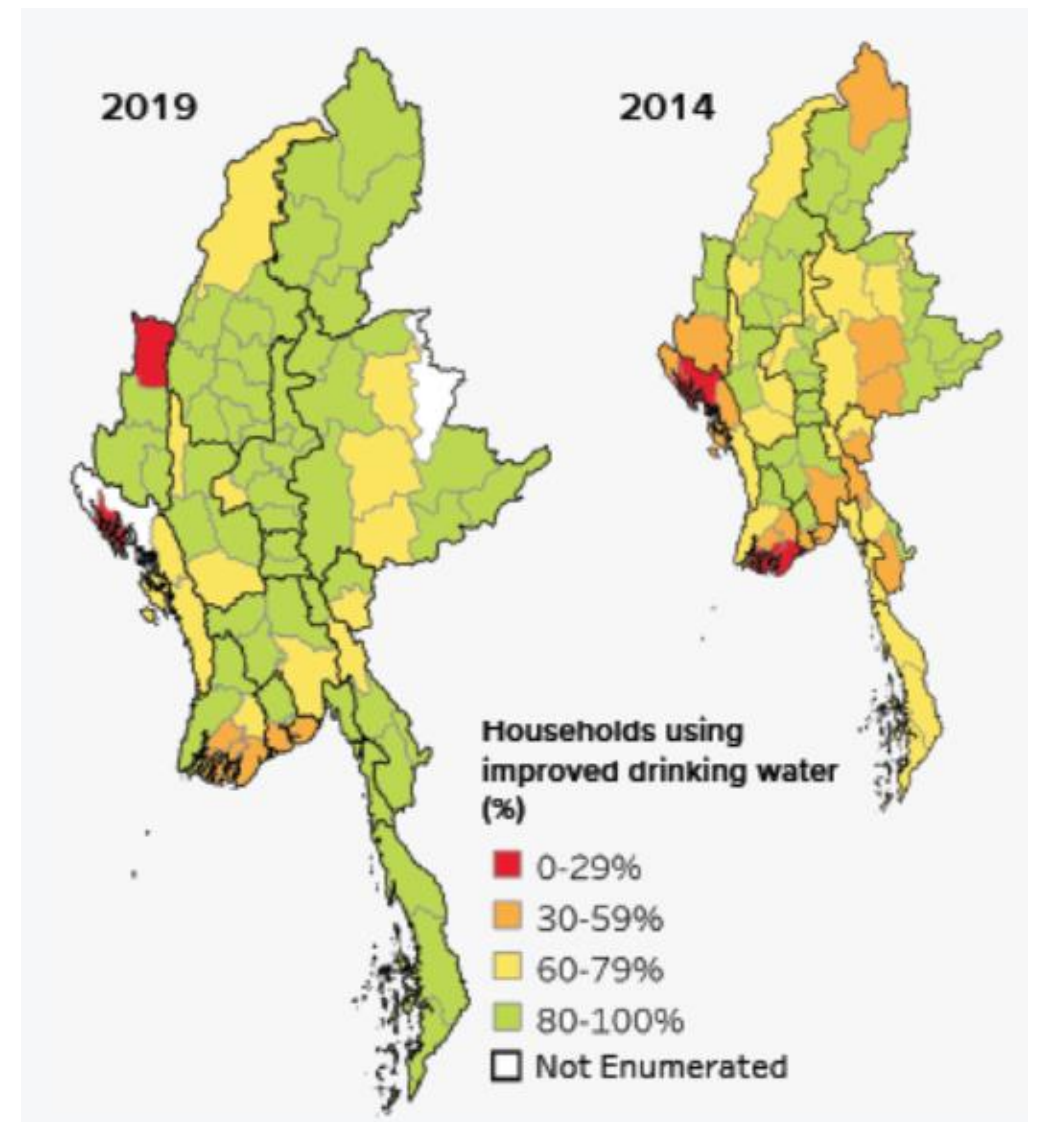 2019
2014
Households using
improved drinking water
(%)
0-29%
30-59%
60-79%
80-100%
Not Enumerated